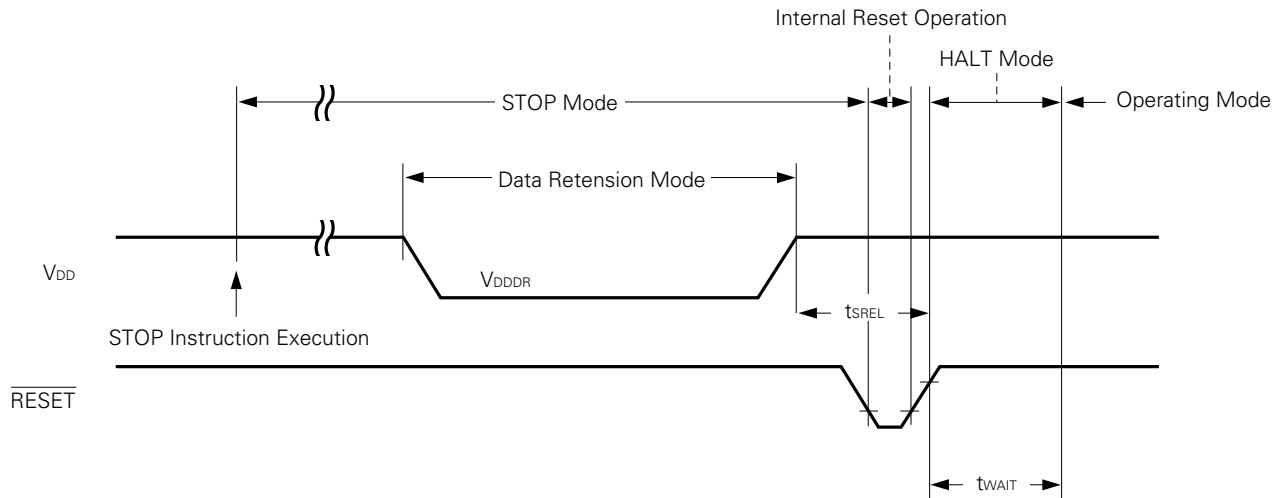 Internal Reset Operation
HALT Mode
STOP Mode
Operating Mode
Data Retension Mode
VDD
VDDDR
tSREL
STOP Instruction Execution
RESET
tWAIT